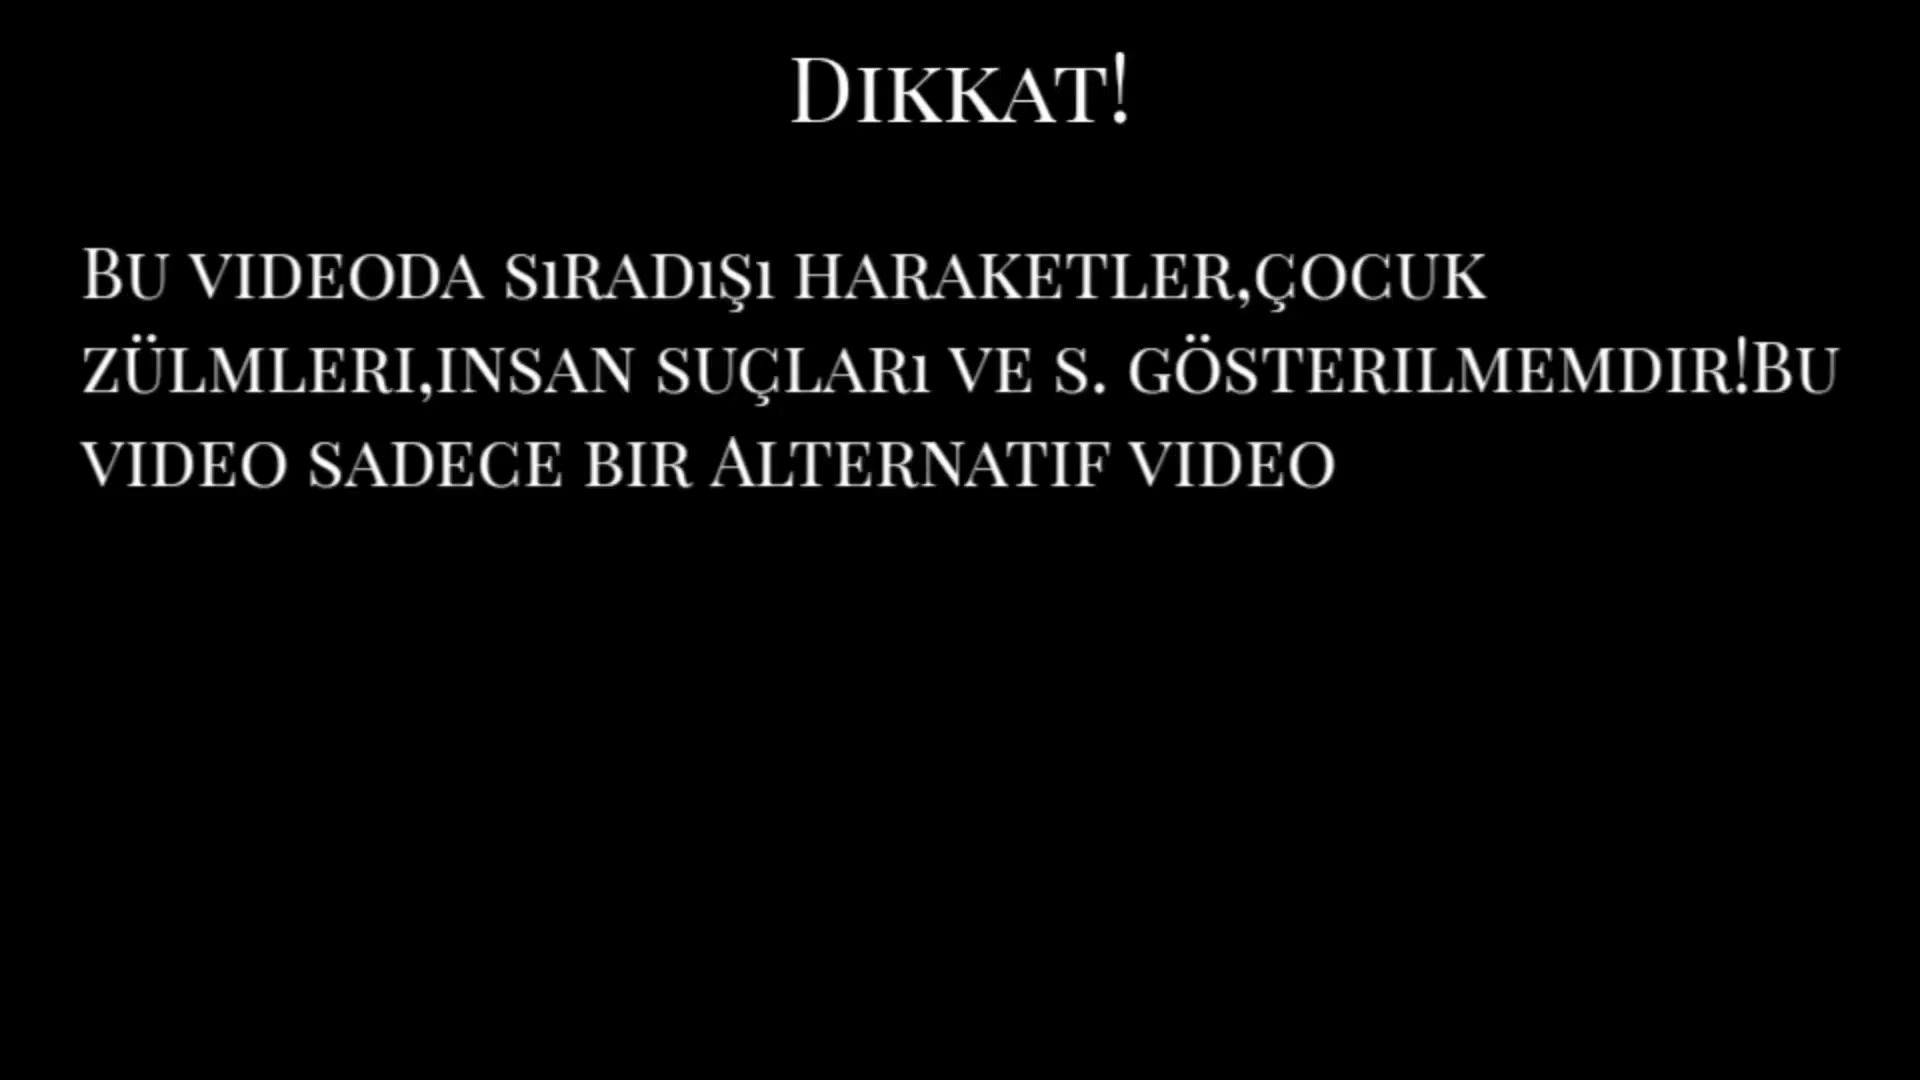 Dikkat!
Bu videoda sıradışı haraketler,çocuk
zülmleri,insan suçları ve s. gösterilmemdir!Bu
video sadece bir Alternatif video